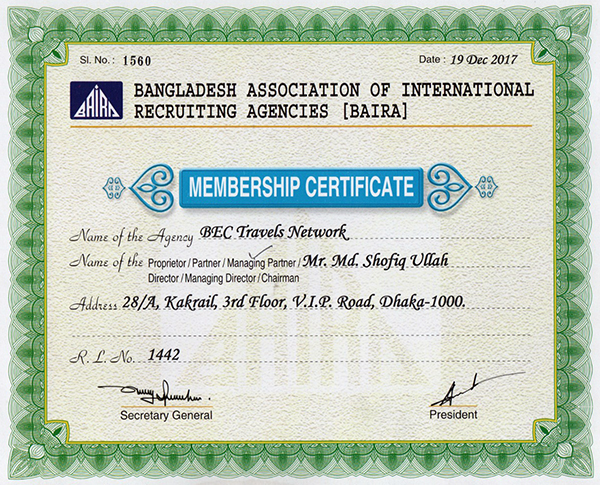 Sl. No.: 1560
Date : 19 Dec 2017
BAIRA
BANGLADESH ASSOCIATION OF INTERNATIONAL
RECRUITING AGENCIES [BAIRA]
MEMBERSHIP CERTIFICATE
Name of the Agency BEC Travels Network
Name of the Proprietor / Partner / Managing Partner / Mr. Md. Shofiq Ullah
Director / Managing Director / Chairman
Address 28/A, Kakrail, 3rd Floor, V.I.P. Road, Dhaka-1000.
R. L. No. 1442
Secretary General
President